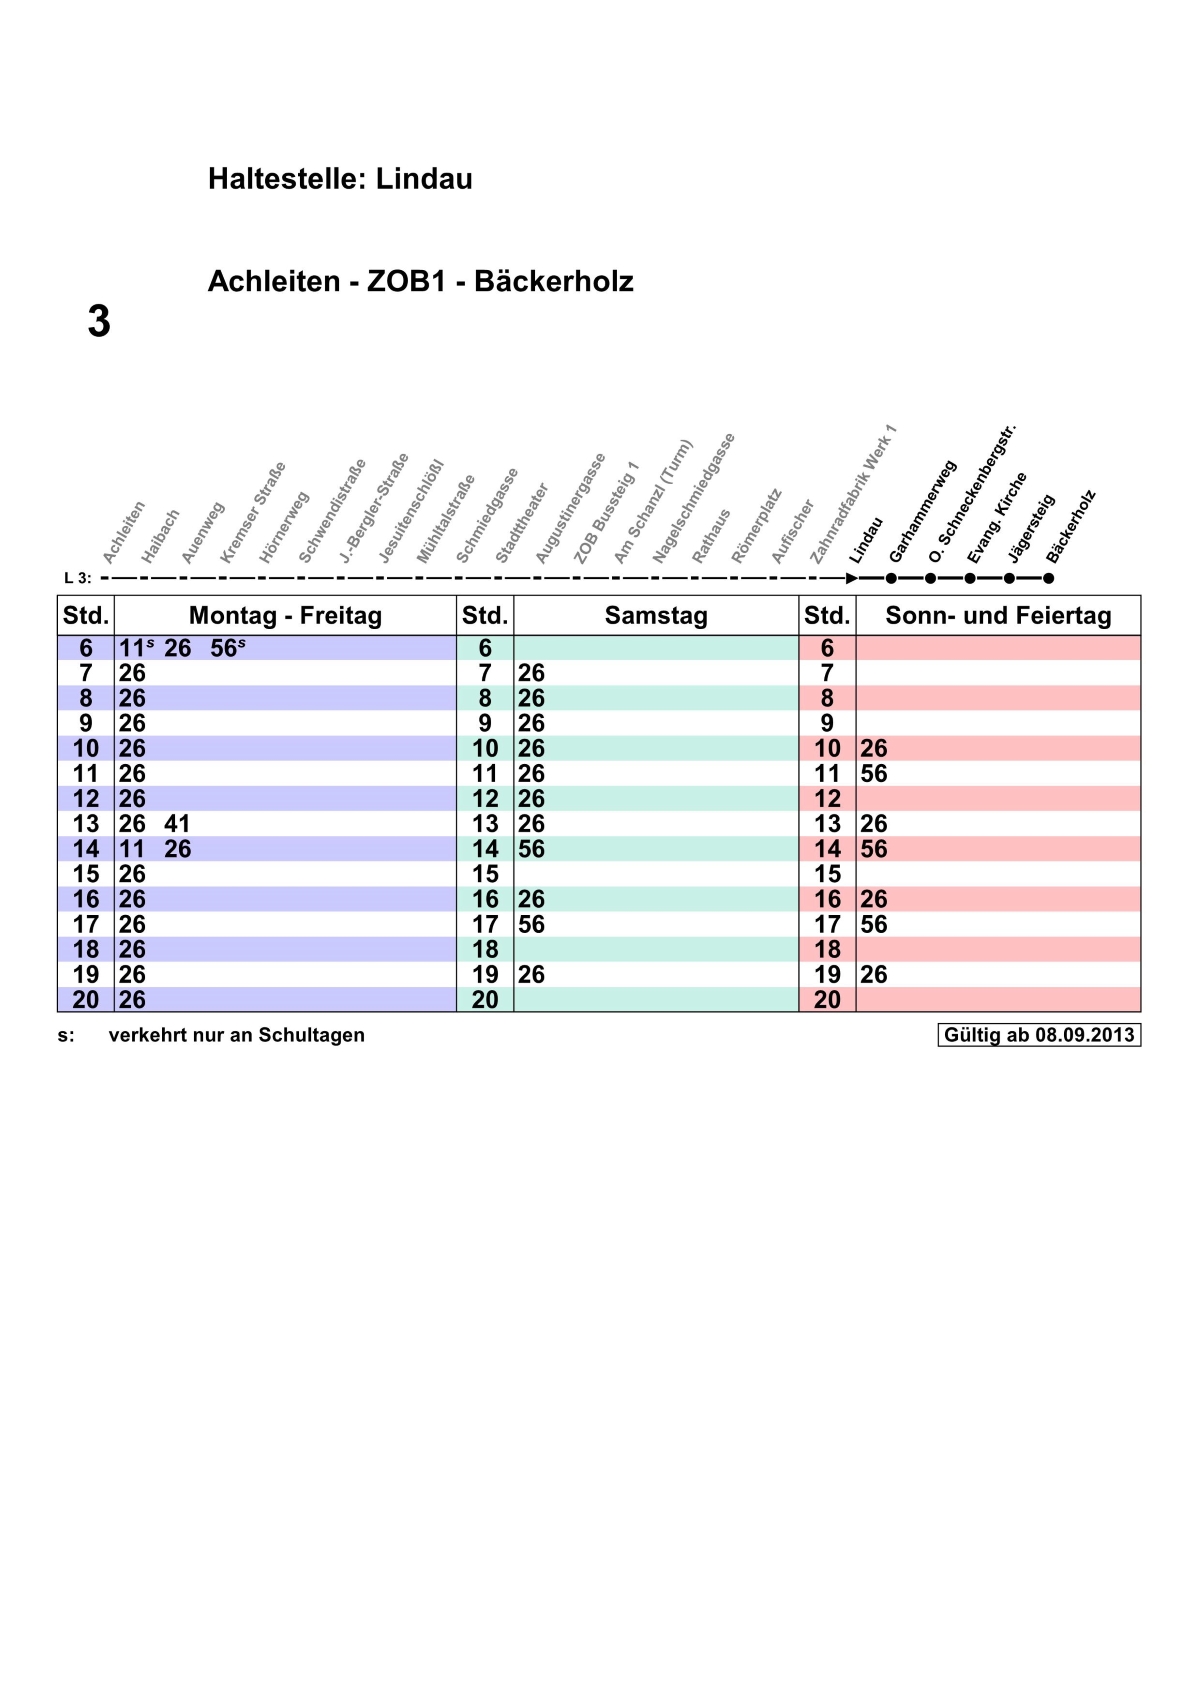 Haltestelle: Lindau
Achleiten - ZOB1 - Bäckerholz
3
Achleiten
Haibach
Auenweg
Kremser Straße
Hörnerweg
Schwendistraße
J.-Bergler-Straße
Jesuitenschlößl
Mühltalstraße
Schmiedgasse
Stadttheater
Augustinergasse
ZOB Bussteig 1
Am Schanzl (Turm)
Nagelschmiedgasse
Rathaus
Römerplatz
Aufischer
Zahnradfabrik Werk 1
Lindau
Garhammerweg
O. Schneckenbergstr.
Evang. Kirche
Jägersteig
Bäckerholz
L 3:
Std. Montag - Freitag Std. Samstag Std. Sonn- und Feiertag
6 11s 26 56s 6 6
7 26 7 26 7
8 26 8 26 8
9 26 9 26 9
10 26 10 26 10 26
11 26 11 26 11 56
12 26 12 26 12
13 26 41 13 26 13 26
14 11 26 14 56 14 56
15 26 15 15
16 26 16 26 16 26
17 26 17 56 17 56
18 26 18 18
19 26 19 26 19 26
20 26 20 20
s: verkehrt nur an Schultagen Gültig ab 08.09.2013